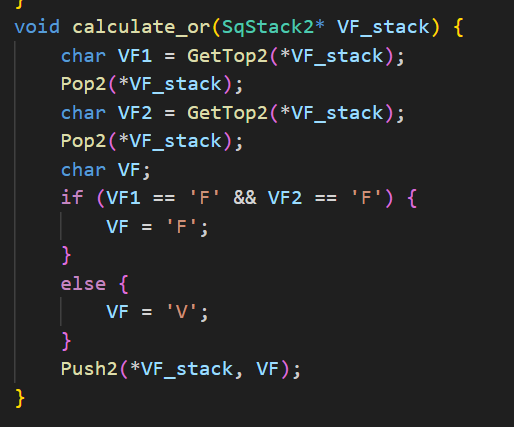 }
void calculate_or(SqStack2* VF_stack) {
    char VF1 = GetTop2(*VF_stack);
    Pop2(*VF_stack);
    char VF2 = GetTop2(*VF_stack);
    Pop2(*VF_stack);
    char VF;
    if (VF1 == 'F' && VF2 == 'F') {
        VF = 'F';
    }
    else {
        VF = 'V';
    }
    Push2(*VF_stack, VF);
}